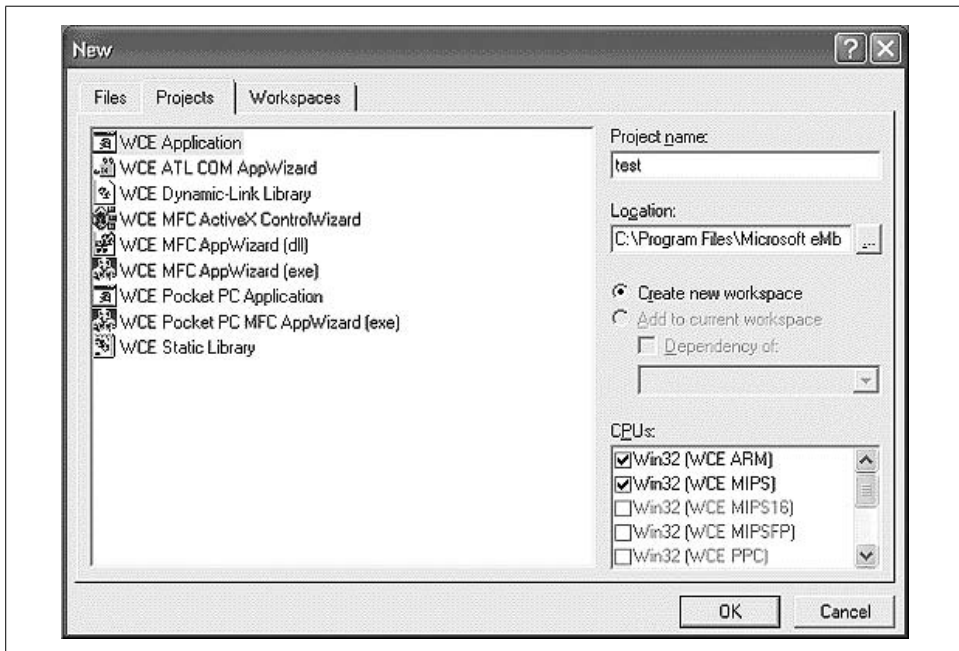 New
Files
Projects
Workspaces
WCE Application
WCE ATL COM AppWizard
WCE Dynamic-Link Library
WCE MFC ActiveX ControlWizard
WCE MFC AppWizard (dll)
WCE MFC AppWizard (exe)
WCE Pocket PC Application
WCE Pocket PC MFC AppWizard (exe)
WCE Static Library
Project name:
test
Location:
C:\Program Files\Microsoft eMb
...
Create new workspace
Add to current workspace
Dependency of:
CPUs:
Win32 (WCE ARM)
Win32 (WCE MIPS)
Win32 (WCE MIPS16)
Win32 (WCE MIPSFP)
Win32 (WCE PPC)
OK
Cancel